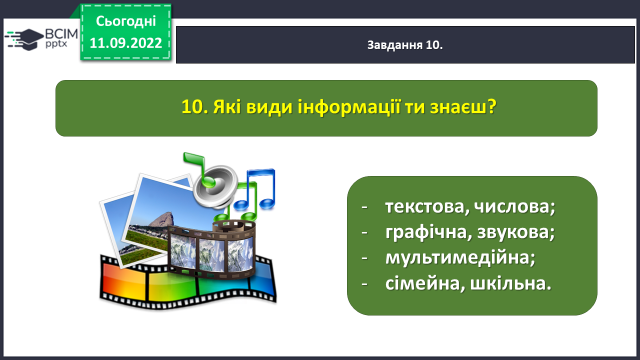 Сьогодні
11.09.2022
BCIM
pptx
Завдання 10.
10. Які види інформації ти знаєш?
- текстова, числова;
- графічна, звукова;
- мультимедійна;
- сімейна, шкільна.